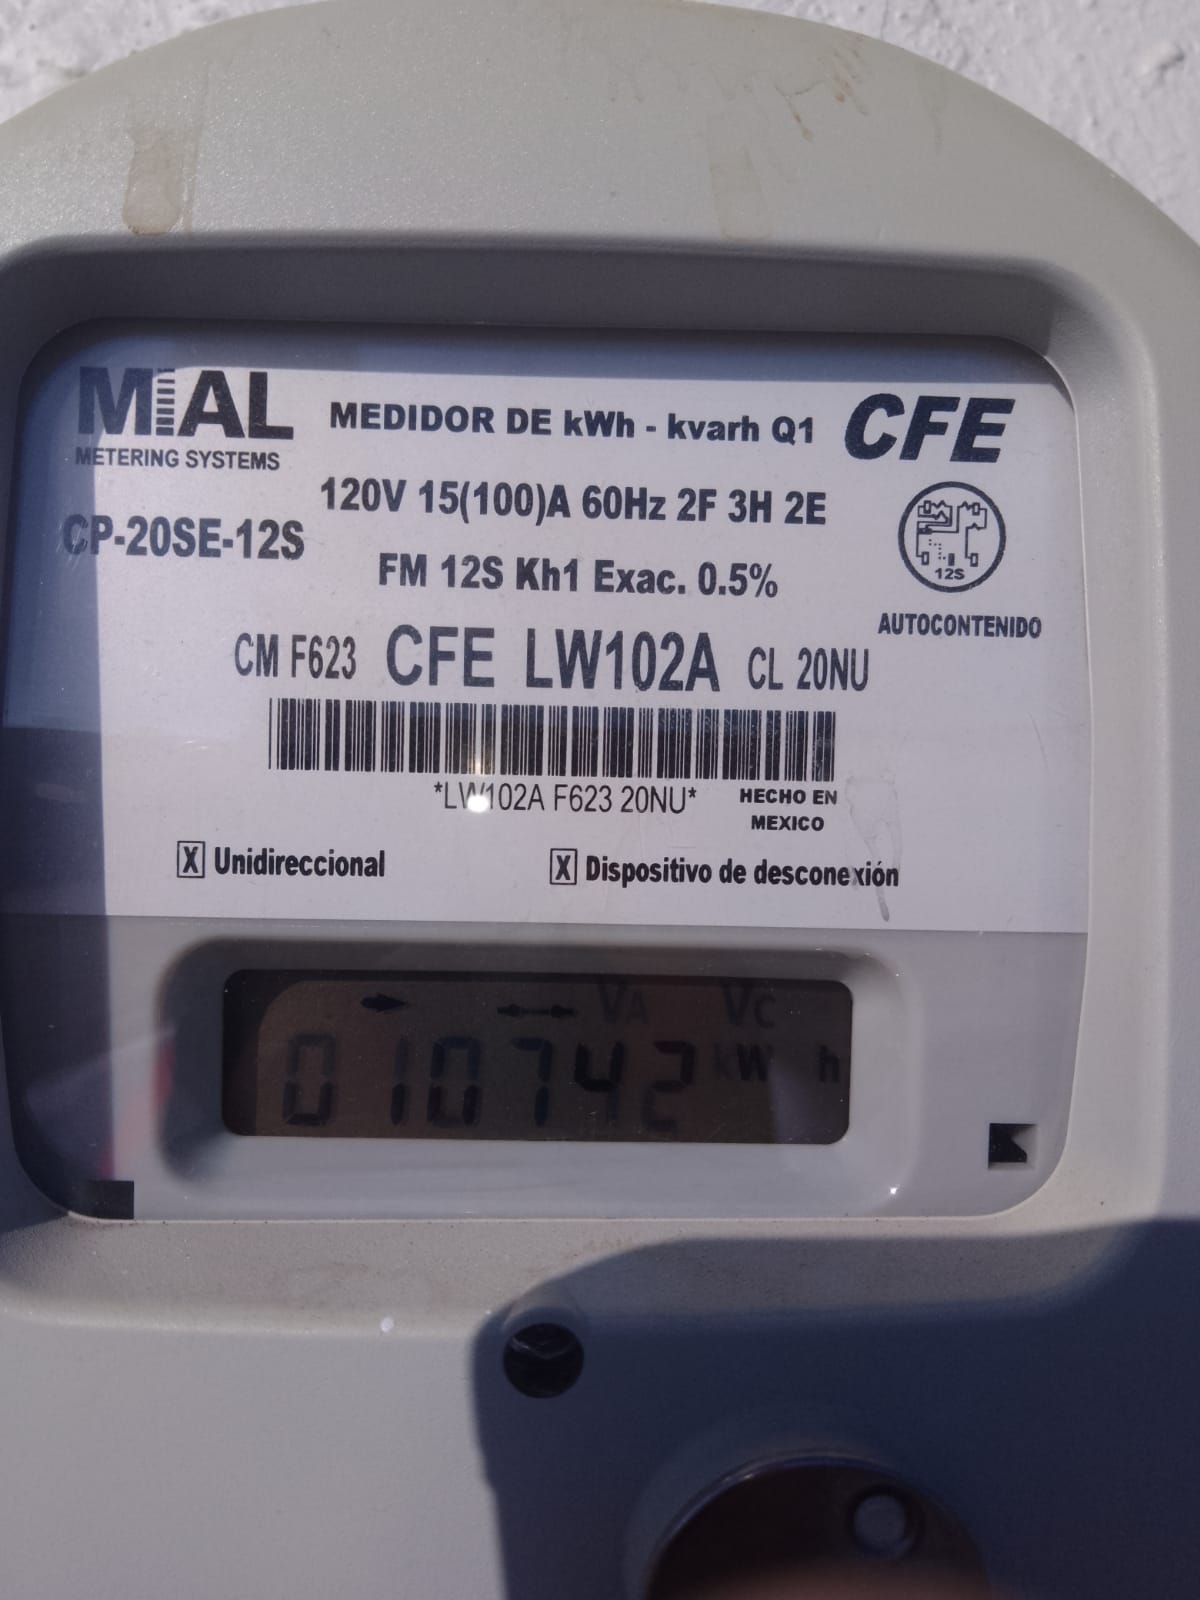 MIAL
METERING SYSTEMS
MEDIDOR DE kWh - kvarh Q1
CFE
120V 15(100)A 60Hz 2F 3H 2E
CP-20SE-12S
FM 12S Kh1 Exac. 0.5%
12S
AUTOCONTENIDO
CM F623 CFE LW102A CL 20NU
*LW102A F623 20NU*
HECHO EN
MEXICO
X Unidireccional
X Dispositivo de desconexión
VA VC
010742 kW h